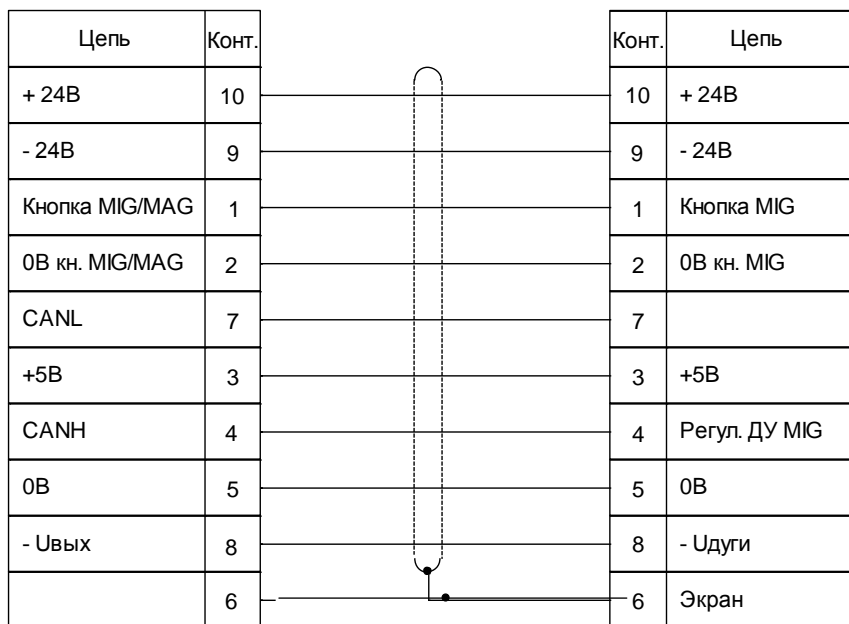 Цепь Конт. Конт. Цепь
+ 24В 10 10 + 24В
- 24В 9 9 - 24В
Кнопка MIG/MAG 1 1 Кнопка MIG
0В кн. MIG/MAG 2 2 0В кн. MIG
CANL 7 7
+5В 3 3 +5В
CANH 4 4 Регул. ДУ MIG
0В 5 5 0В
- Uвых 8 8 - Uдуги
6 6 Экран